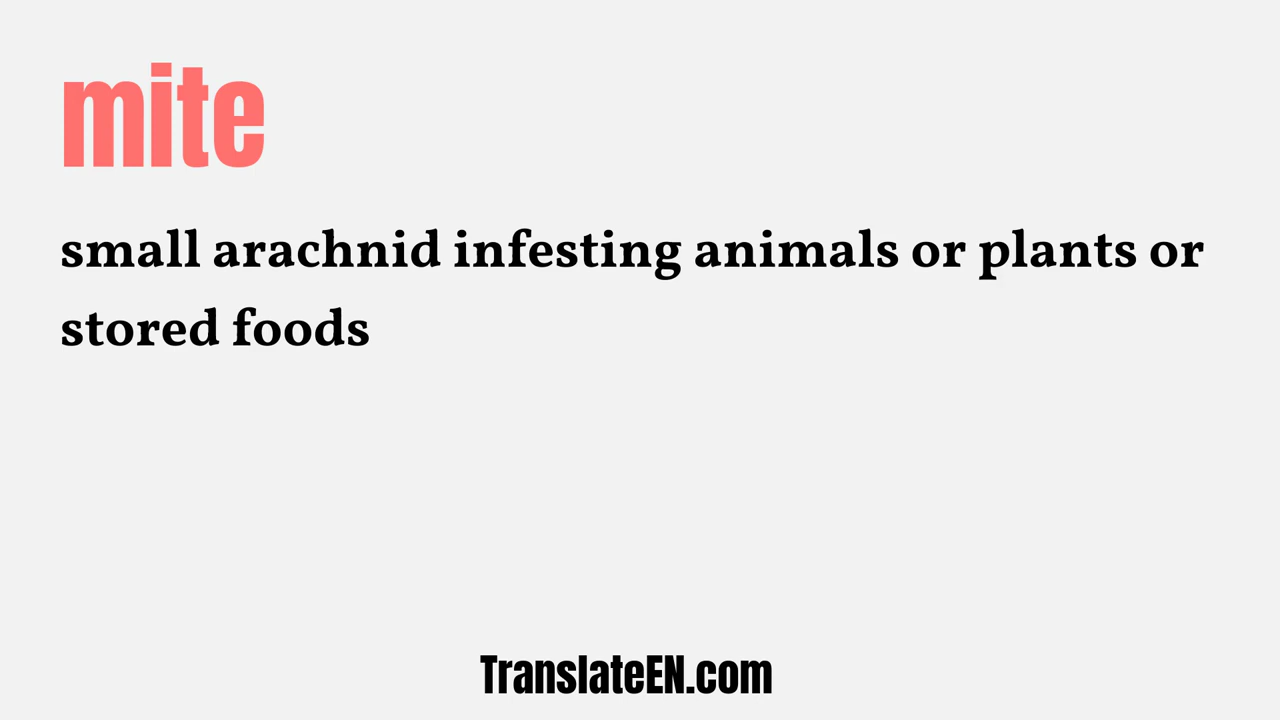 mite
small arachnid infesting animals or plants or
stored foods
TranslateEN.com